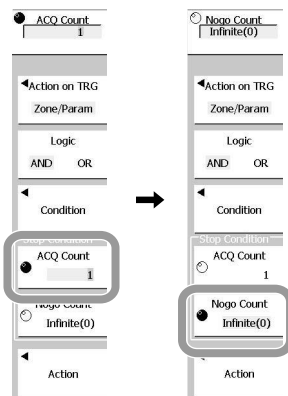 ACQ Count
1
Action on TRG
Zone/Param
Logic
AND OR
Condition
Stop Condition
ACQ Count
1
Nogo Count
Infinite(0)
Action
Nogo Count
Infinite(0)
Action on TRG
Zone/Param
Logic
AND OR
Condition
Stop Condition
ACQ Count
1
Nogo Count
Infinite(0)
Action